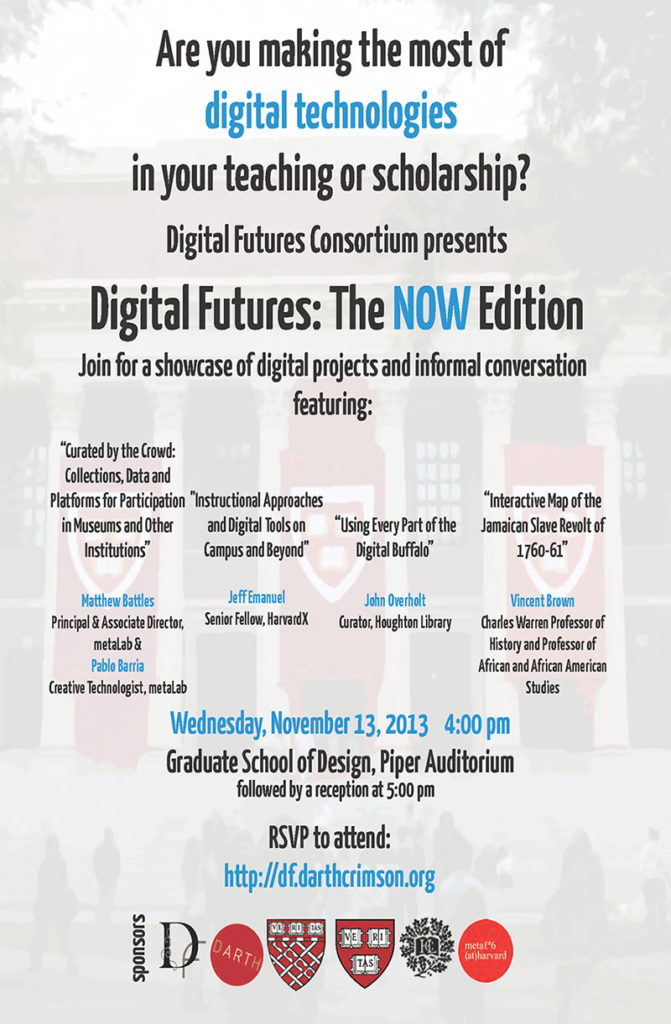 Are you making the most of
digital technologies
in your teaching or scholarship?
Digital Futures Consortium presents
Digital Futures: The NOW Edition
Join for a showcase of digital projects and informal conversation
featuring:
“Curated by the Crowd:
Collections, Data and
Platforms for Participation
in Museums and Other
Institutions”
Matthew Battles
Principal & Associate Director,
metaLab &
Pablo Barria
Creative Technologist, metaLab
"Instructional Approaches
and Digital Tools on
Campus and Beyond"
Jeff Emanuel
Senior Fellow, HarvardX
“Using Every Part of the
Digital Buffalo”
John Overholt
Curator, Houghton Library
“Interactive Map of the
Jamaican Slave Revolt of
1760-61”
Vincent Brown
Charles Warren Professor of
History and Professor of
African and African American
Studies
Wednesday, November 13, 2013 4:00 pm
Graduate School of Design, Piper Auditorium
followed by a reception at 5:00 pm
RSVP to attend:
http://df.darthcrimson.org
sponsors
DARTH
VE RI TAS
VE RI
TAS
(at)harvard